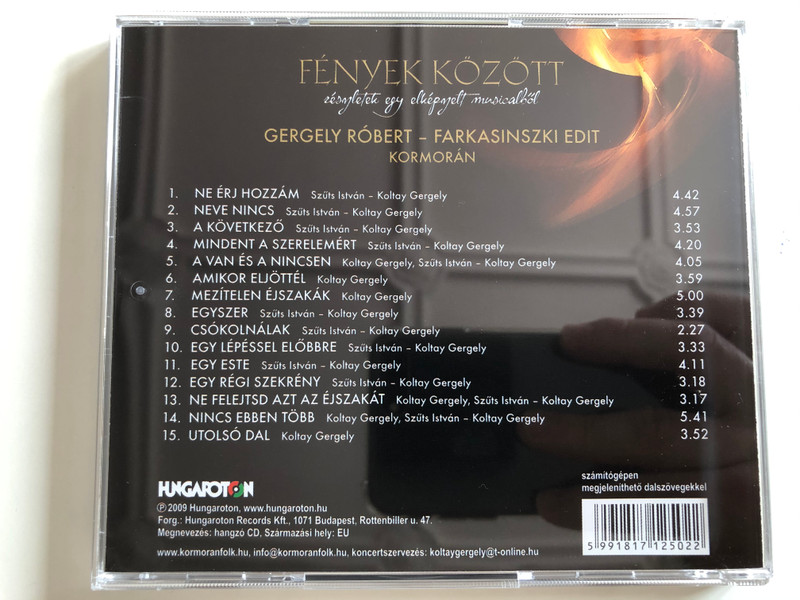 FÉNYEK KÖZÖTT
részletek egy elképzelt musicalből
GERGELY RÓBERT – FARKASINSZKI EDIT
KORMORÁN
1. NE ÉRJ HOZZÁM Szűts István – Koltay Gergely 4.42
2. NEVE NINCS Szűts István – Koltay Gergely 4.57
3. A KÖVETKEZŐ Szűts István – Koltay Gergely 3.53
4. MINDENT A SZERELEMÉRT Szűts István – Koltay Gergely 4.20
5. A VAN ÉS A NINCSEN Koltay Gergely, Szűts István – Koltay Gergely 4.05
6. AMIKOR ELJÖTTÉL Koltay Gergely 3.59
7. MEZÍTELEN ÉJSZAKÁK Koltay Gergely 5.00
8. EGYSZER Szűts István – Koltay Gergely 3.39
9. CSÓKOLNÁLAK Szűts István – Koltay Gergely 2.27
10. EGY LÉPÉSSEL ELŐBBRE Szűts István – Koltay Gergely 3.33
11. EGY ESTE Szűts István – Koltay Gergely 4.11
12. EGY RÉGI SZEKRÉNY Szűts István – Koltay Gergely 3.18
13. NE FELEJTSD AZT AZ ÉJSZAKÁT Koltay Gergely, Szűts István – Koltay Gergely 3.17
14. NINCS EBBEN TÖBB Koltay Gergely, Szűts István – Koltay Gergely 5.41
15. UTOLSÓ DAL Koltay Gergely 3.52
HUNGAROTON
Ⓟ 2009 Hungaroton, www.hungaroton.hu
Forg.: Hungaroton Records Kft., 1071 Budapest, Rottenbiller u. 47.
Megnevezés: hangzó CD, Származási hely: EU
www.kormoranfolk.hu, info@kormoranfolk.hu, koncertszervezés: koltaygergely@t-online.hu
számítógépen
megjeleníthető dalszövegekkel
5 991817 125022